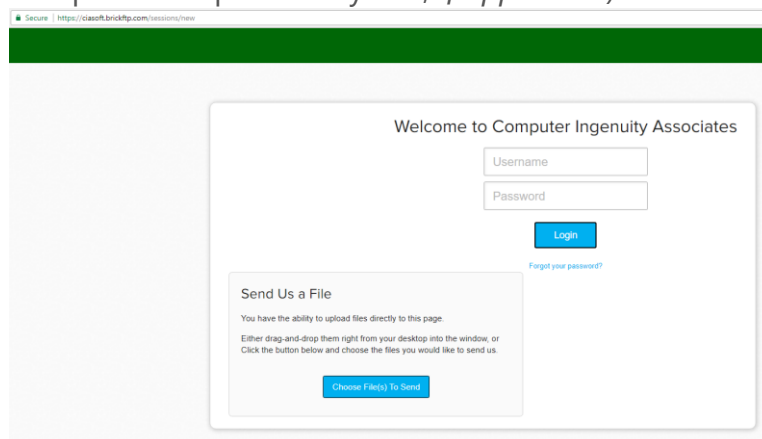 Secure | https://ciasoft.brickftp.com/sessions/new
Welcome to Computer Ingenuity Associates
Username
Password
Login
Forgot your password?
Send Us a File
You have the ability to upload files directly to this page.
Either drag-and-drop them right from your desktop into the window, or
Click the button below and choose the files you would like to send us.
Choose File(s) To Send